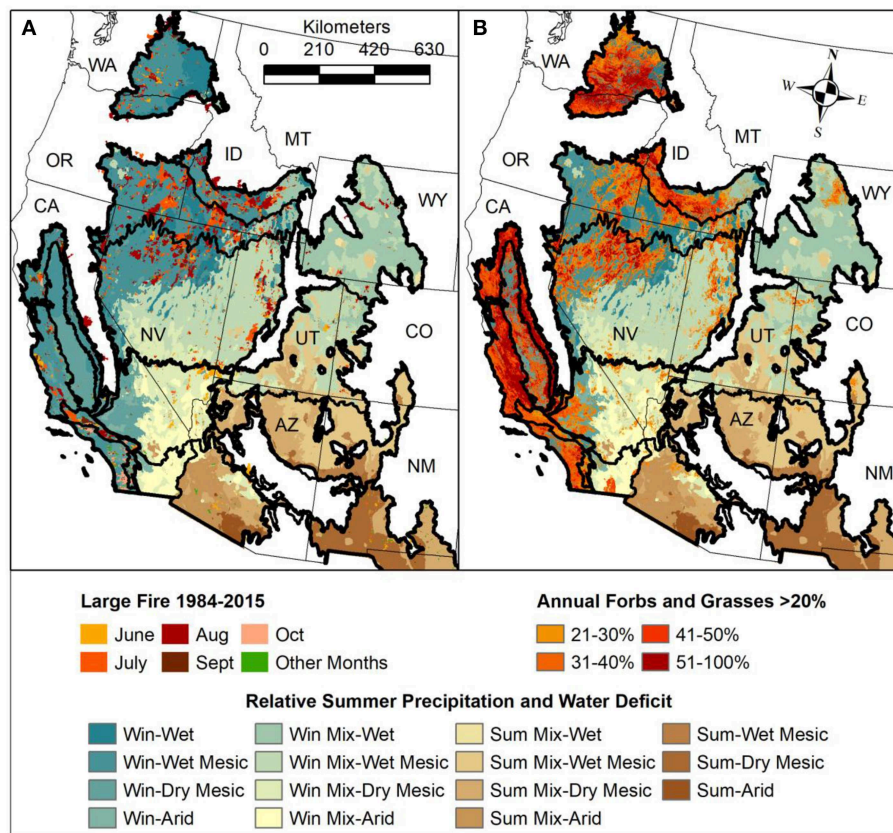 A
Kilometers
0 210 420 630
WA
OR
ID
MT
CA
WY
NV
UT
CO
AZ
NM
B
N
W E
S
WA
OR
ID
MT
CA
WY
NV
UT
CO
AZ
NM
Large Fire 1984-2015
June Aug Oct
July Sept Other Months
Annual Forbs and Grasses >20%
21-30% 41-50%
31-40% 51-100%
Relative Summer Precipitation and Water Deficit
Win-Wet Win Mix-Wet Sum Mix-Wet Sum-Wet Mesic
Win-Wet Mesic Win Mix-Wet Mesic Sum Mix-Wet Mesic Sum-Dry Mesic
Win-Dry Mesic Win Mix-Dry Mesic Sum Mix-Dry Mesic Sum-Arid
Win-Arid Win Mix-Arid Sum Mix-Arid